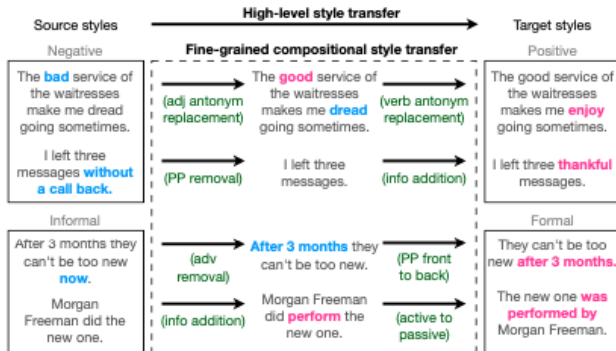 High-level style transfer
Source styles
Target styles
Negative
Fine-grained compositional style transfer
Positive
The bad service of
the waitresses
make me dread
going sometimes.
(adj antonym
replacement)
The good service of
the waitresses
makes me dread
going sometimes.
(verb antonym
replacement)
The good service of
the waitresses
makes me enjoy
going sometimes.
I left three
messages without
a call back.
(PP removal)
I left three
messages.
(info addition)
I left three thankful
messages.
Informal
Formal
After 3 months they
can't be too new
now.
(adv
removal)
After 3 months they
can't be too new.
(PP front
to back)
They can't be too
new after 3 months.
Morgan
Freeman did the
new one.
(info addition)
Morgan Freeman
did perform the
new one.
(active to
passive)
The new one was
performed by
Morgan Freeman.